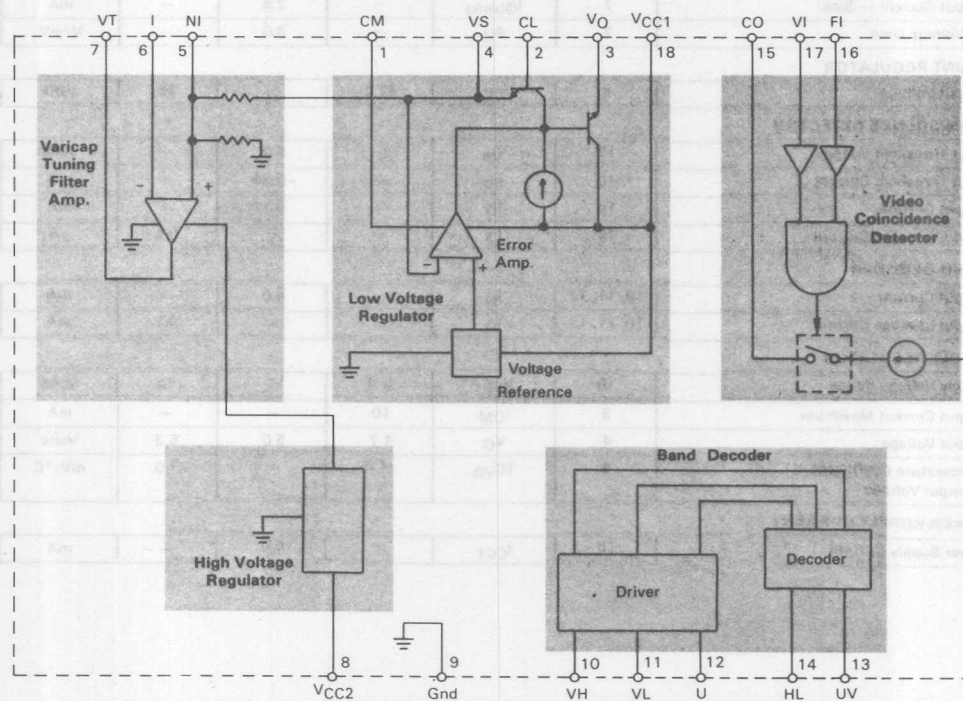 VT I NI CM VS CL VO VCC1 CO VI FI
7 6 5 1 4 2 3 18 15 17 16
Varicap
Tuning
Filter
Amp.
- +
Error
Amp.
- +
Low Voltage
Regulator
Voltage
Reference
Video
Coincidence
Detector
High Voltage
Regulator
Band Decoder
Driver
Decoder
8 9 10 11 12 14 13
VCC2 Gnd VH VL U HL UV